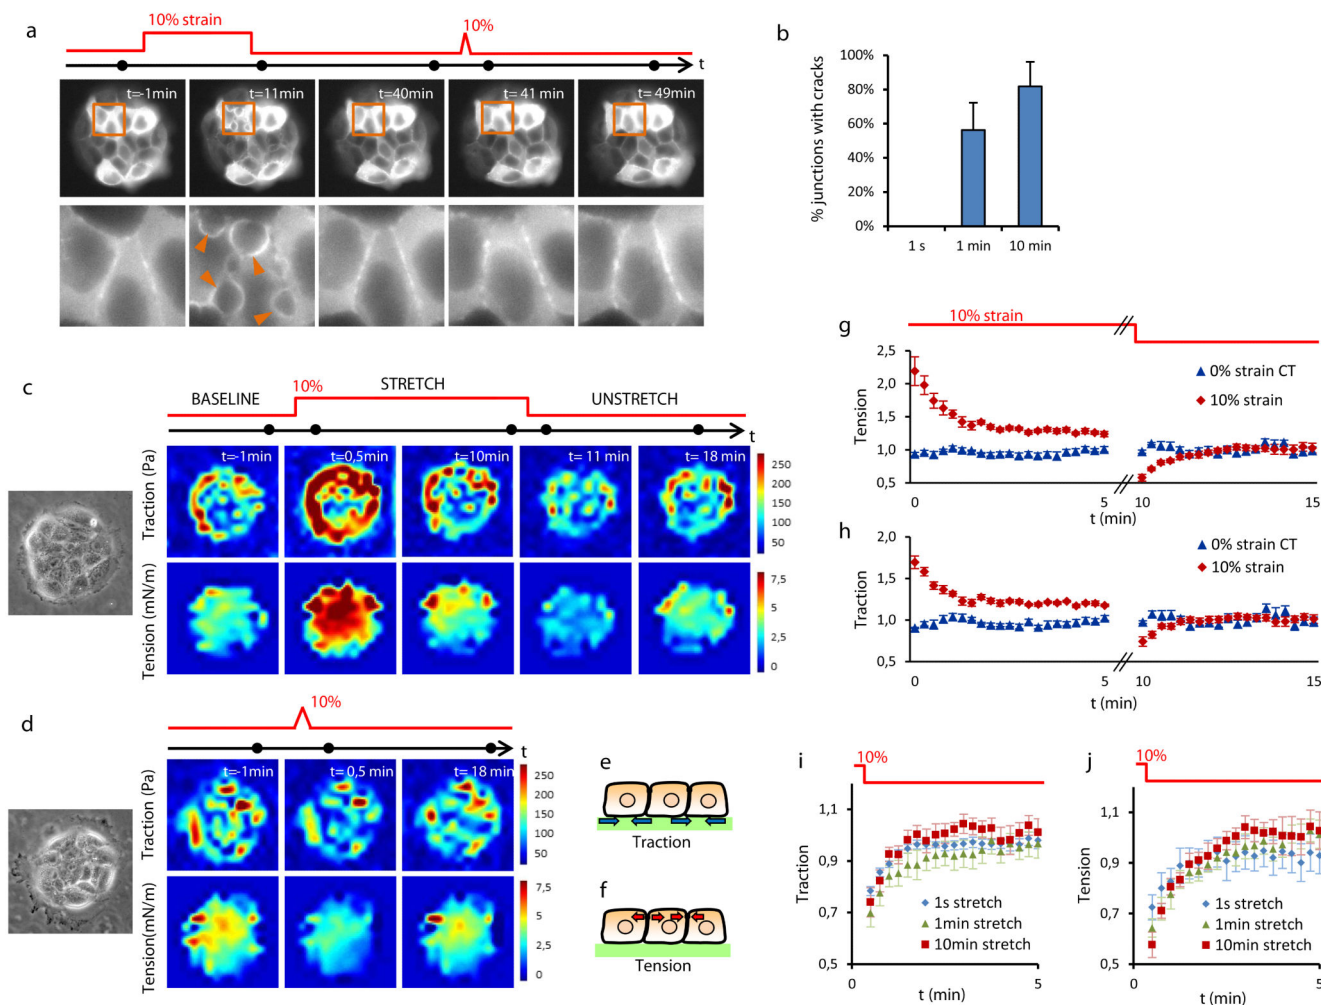 a
10% strain
10%
t
t=-1min
t=11min
t=40min
t= 41 min
t= 49min
b
% junctions with cracks
100%
80%
60%
40%
20%
0%
20%
40%
60%
0%
1 s
1 min
10 min
c
BASELINE
10%
STRETCH
UNSTRETCH
t
Traction (Pa)
t=-1min
t=0,5min
t=10min
t= 11 min
t= 18 min
250
200
150
100
50
Tension (mN/m)
7,5
5
2,5
0
d
10%
t
Traction (Pa)
t=-1min
t= 0,5 min
t= 18 min
250
200
150
100
50
Tension(mN/m)
7,5
5
2,5
0
e
Traction
f
Tension
g
10% strain
Tension
2,5
2,0
1,5
1,0
0,5
0% strain CT
10% strain
0
5
10
15
t (min)
h
Traction
2,0
1,5
1,0
0,5
0% strain CT
10% strain
0
5
10
15
t (min)
i
10%
Traction
1,1
0,9
0,7
0,5
1s stretch
1min stretch
10min stretch
0
5
t (min)
j
10%
Tension
1,1
0,9
0,7
0,5
1s stretch
1min stretch
10min stretch
0
5
t (min)